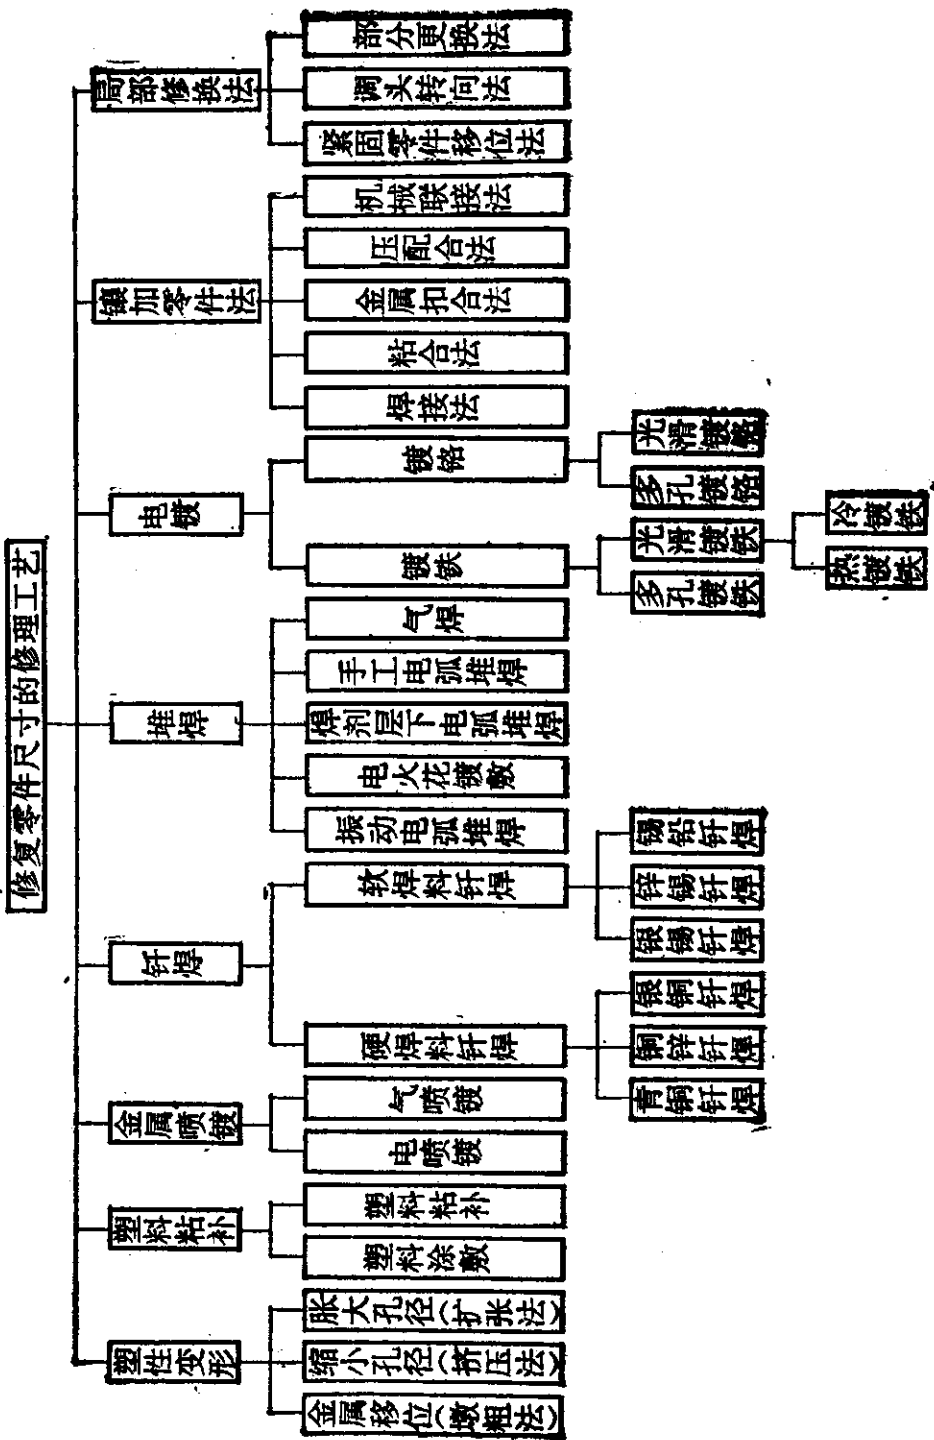 修复零件尺寸的修理工艺
塑性变形
塑料粘补
金属喷镀
钎焊
堆焊
电镀
镶加零件法
局部修换法
金属移位(墩粗法)
缩小孔径(挤压法)
胀大孔径(扩张法)
塑料涂敷
塑料粘补
电喷镀
气喷镀
硬焊料钎焊
软焊料钎焊
振动电弧堆焊
电火花镀敷
焊剂层下电弧堆焊
手工电弧堆焊
气焊
镀铁
镀铬
焊接法
粘合法
金属扣合法
压配合法
机械联接法
紧固零件移位法
调头转向法
部分更换法
青铜钎焊
铜锌钎焊
银铜钎焊
银锡钎焊
锌锡钎焊
锡铅钎焊
多孔镀铁
光滑镀铁
多孔镀铬
光滑镀铬
热镀铁
冷镀铁